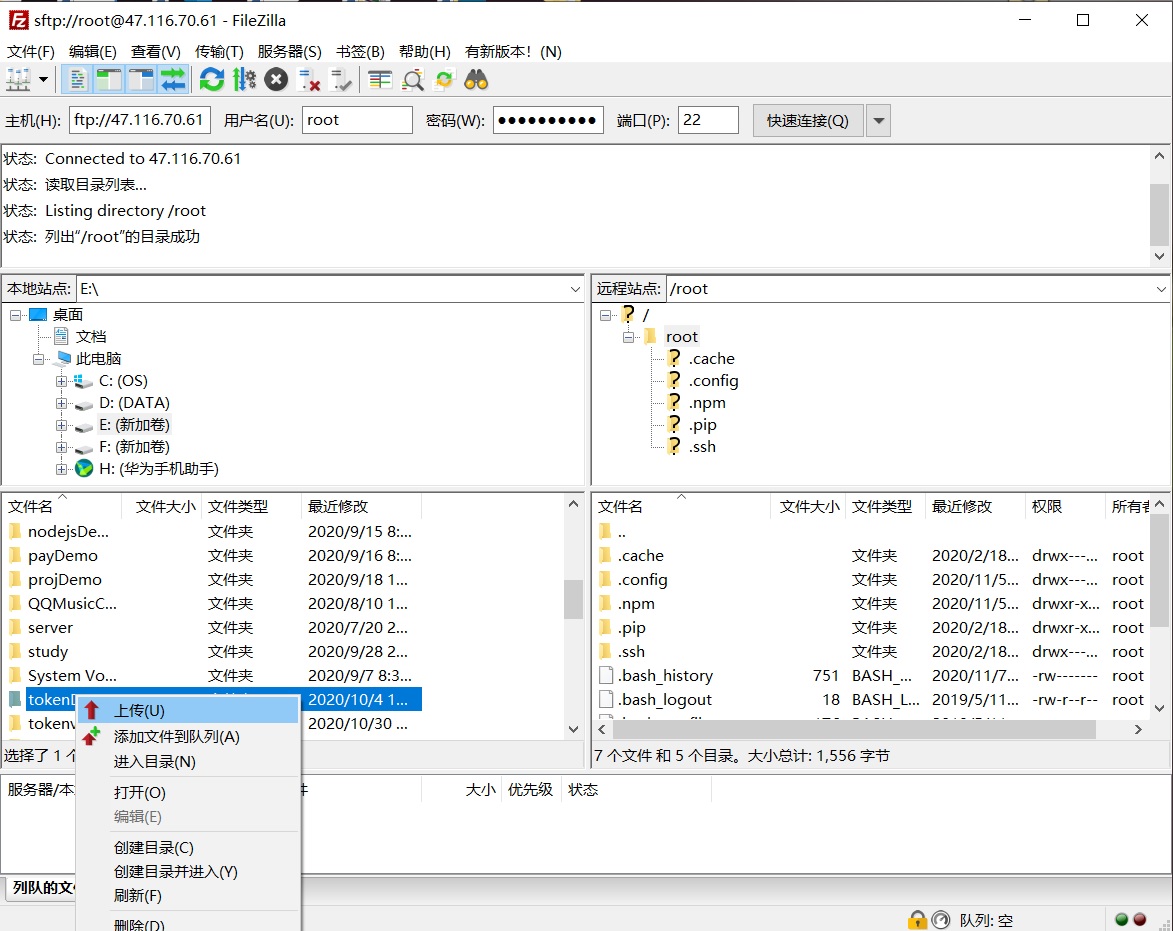 sftp://root@47.116.70.61 - FileZilla
文件(F) 编辑(E) 查看(V) 传输(T) 服务器(S) 书签(B) 帮助(H) 有新版本! (N)
主机(H): ftp://47.116.70.61 用户名(U): root 密码(W): ●●●●●●●●●● 端口(P): 22 快速连接(Q)
状态: Connected to 47.116.70.61
状态: 读取目录列表...
状态: Listing directory /root
状态: 列出“/root”的目录成功
本地站点: E:\
桌面
文档
此电脑
C: (OS)
D: (DATA)
E: (新加卷)
F: (新加卷)
H: (华为手机助手)
远程站点: /root
/
root
.cache
.config
.npm
.pip
.ssh
文件名 文件大小 文件类型 最近修改
nodejsDe... 文件夹 2020/9/15 8:...
payDemo 文件夹 2020/9/16 8:...
projDemo 文件夹 2020/9/18 1...
QQMusicC... 文件夹 2020/8/10 1...
server 文件夹 2020/7/20 2...
study 文件夹 2020/9/28 2...
System Vo... 文件夹 2020/9/7 8:3...
token 2020/10/4 1...
token 2020/10/30 ...
选择了 1 个
文件名 文件大小 文件类型 最近修改 权限 所有者
..
.cache 文件夹 2020/2/18... drwx---... root
.config 文件夹 2020/11/5... drwx---... root
.npm 文件夹 2020/11/5... drwxr-x... root
.pip 文件夹 2020/2/18... drwxr-x... root
.ssh 文件夹 2020/2/18... drwx---... root
.bash_history 751 BASH_... 2020/11/7... -rw------- root
.bash_logout 18 BASH_L... 2019/5/11... -rw-r--r-- root
7 个文件 和 5 个目录。大小总计: 1,556 字节
上传(U)
添加文件到队列(A)
进入目录(N)
打开(O)
编辑(E)
创建目录(C)
创建目录并进入(Y)
刷新(F)
删除(D)
服务器/本 大小 优先级 状态
列队的文
队列: 空